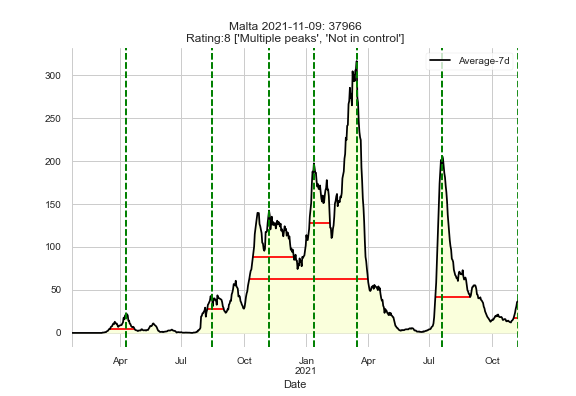 Malta 2021-11-09: 37966
Rating:8 ['Multiple peaks', 'Not in control']
Average-7d
300
250
200
150
100
50
0
Apr Jul Oct Jan Apr Jul Oct
2021
Date